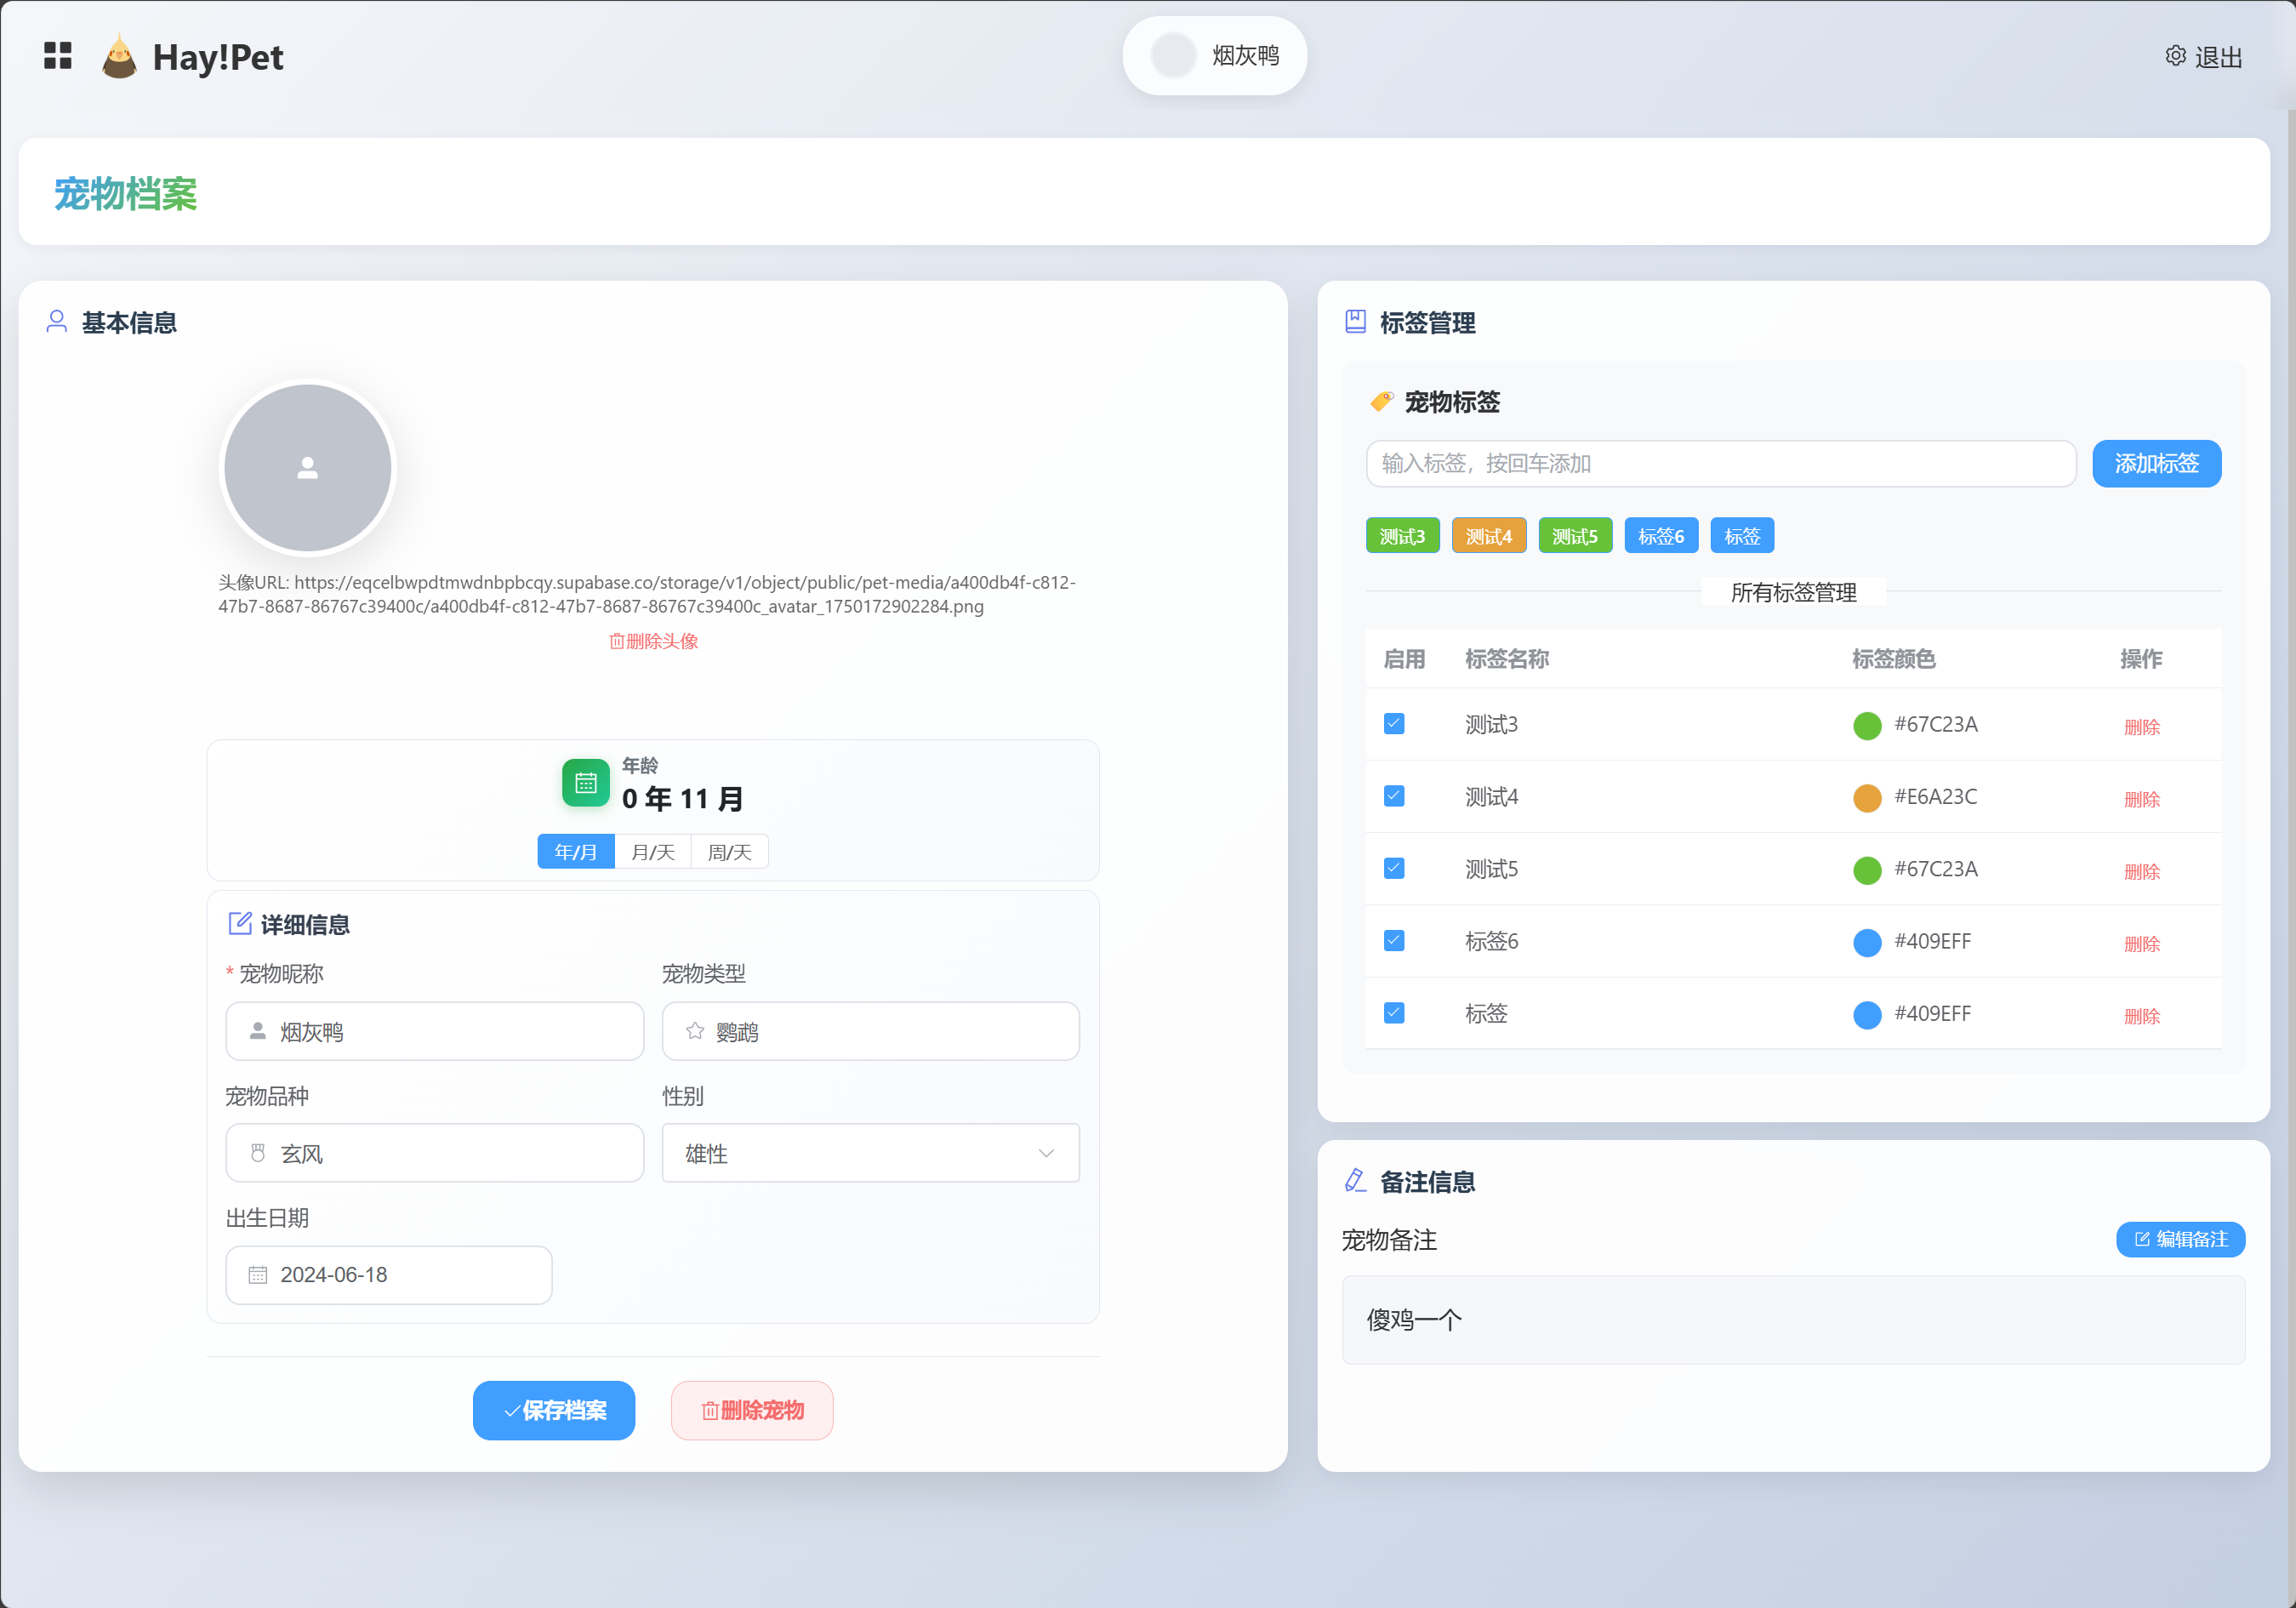 Hay!Pet
烟灰鸭
退出
宠物档案
基本信息
头像URL: https://eqcelbwpdtmwdnbpbcqy.supabase.co/storage/v1/object/public/pet-media/a400db4f-c812-
47b7-8687-86767c39400c/a400db4f-c812-47b7-8687-86767c39400c_avatar_1750172902284.png
删除头像
年龄
0 年 11 月
年/月 月/天 周/天
详细信息
* 宠物昵称 宠物类型
烟灰鸭 鹦鹉
宠物品种 性别
玄风 雄性
出生日期
2024-06-18
保存档案 删除宠物
标签管理
宠物标签
输入标签，按回车添加 添加标签
测试3 测试4 测试5 标签6 标签
所有标签管理
启用 标签名称 标签颜色 操作
测试3 #67C23A 删除
测试4 #E6A23C 删除
测试5 #67C23A 删除
标签6 #409EFF 删除
标签 #409EFF 删除
备注信息
宠物备注 编辑备注
傻鸡一个